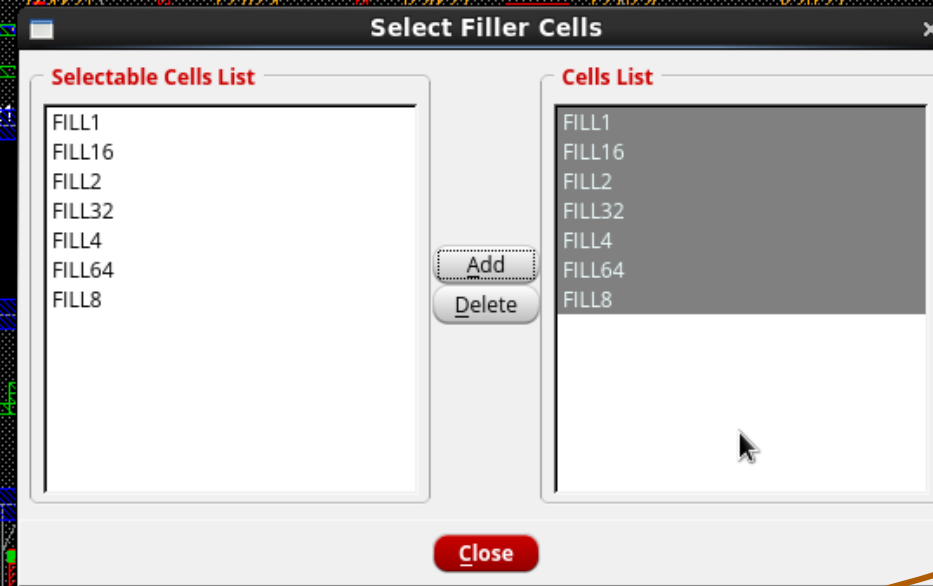 Select Filler Cells
Selectable Cells List
FILL1
FILL16
FILL2
FILL32
FILL4
FILL64
FILL8
Add
Delete
Cells List
FILL1
FILL16
FILL2
FILL32
FILL4
FILL64
FILL8
Close